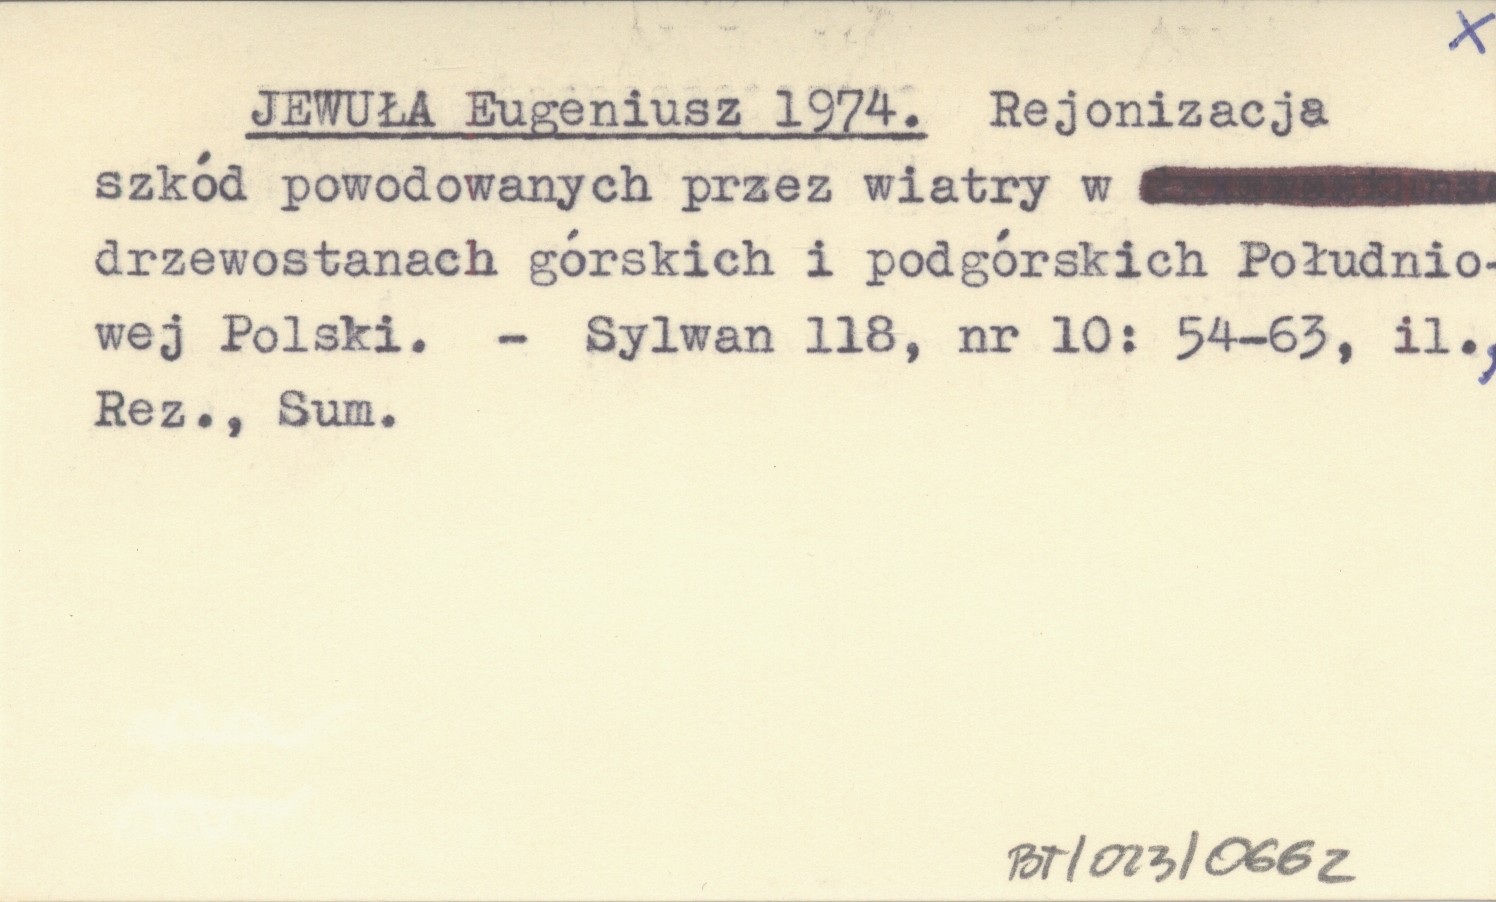 x
JEWUŁA Eugeniusz 1974. Rejonizacja
szkód powodowanych przez wiatry w
drzewostanach górskich i podgórskich Południo-
wej Polski. - Sylwan 118, nr 10: 54-63, il.,
Rez., Sum.
BT/023/0662